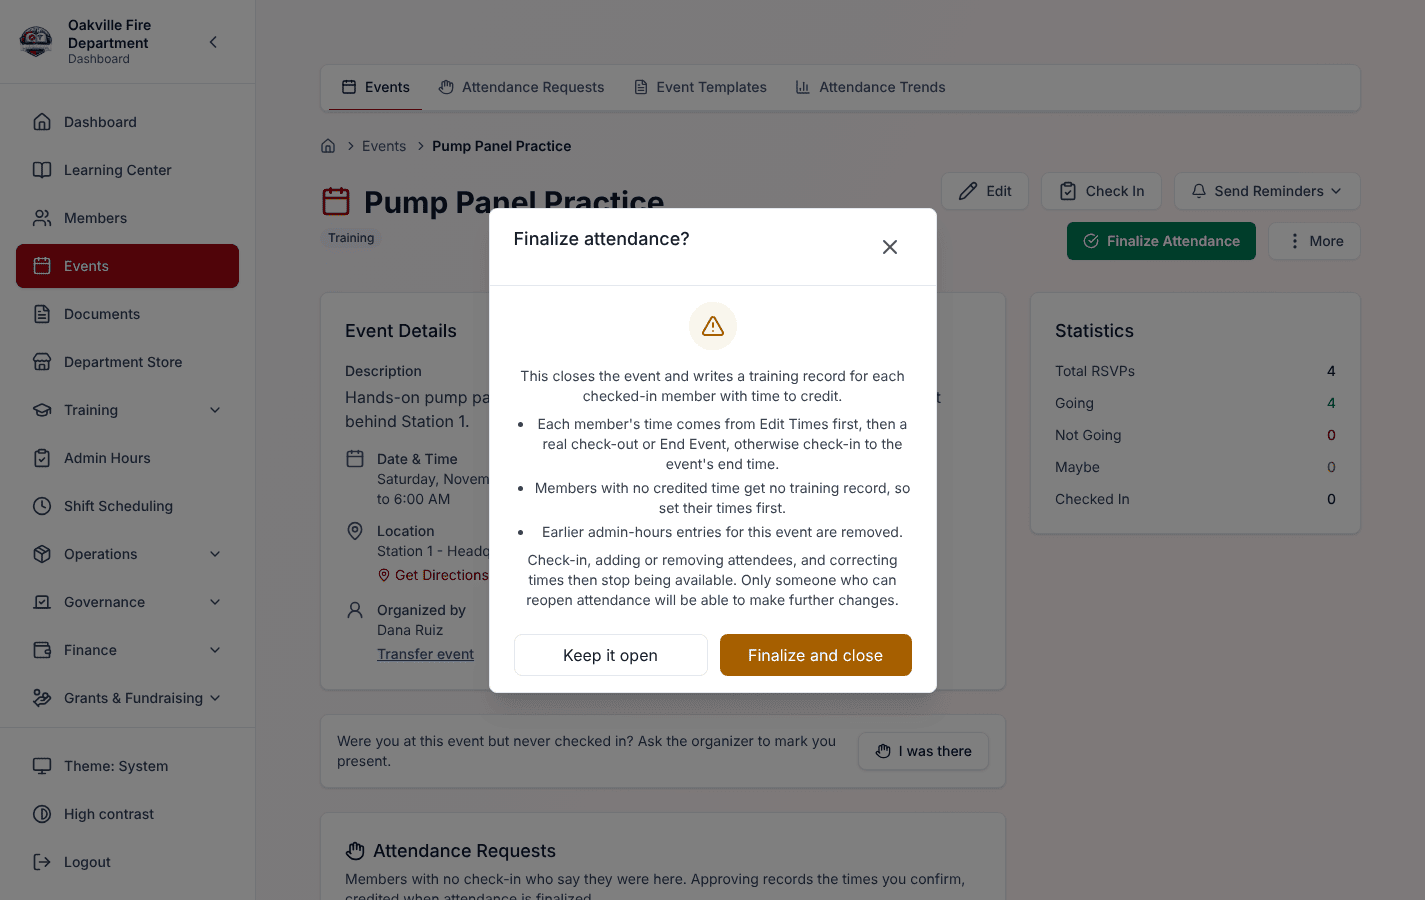 Oakville Fire
Department
Dashboard
Dashboard
Learning Center
Members
Events
Documents
Department Store
Training
Admin Hours
Shift Scheduling
Operations
Governance
Finance
Grants & Fundraising
Theme: System
High contrast
Logout
Events
Attendance Requests
Event Templates
Attendance Trends
Events
Pump Panel Practice
Pump Panel Practice
Training
Edit
Check In
Send Reminders
Finalize Attendance
More
Event Details
Description
Hands-on pump
behind Station 1.
Date & Time
Saturday,
to 6:00 AM
Location
Station 1 -
Get Directions
Organized by
Dana Ruiz
Transfer event
Statistics
Total RSVPs 4
Going 4
Not Going 0
Maybe 0
Checked In 0
Finalize attendance?
This closes the event and writes a training record for each
checked-in member with time to credit.
Each member's time comes from Edit Times first, then a
real check-out or End Event, otherwise check-in to the
event's end time.
Members with no credited time get no training record, so
set their times first.
Earlier admin-hours entries for this event are removed.
Check-in, adding or removing attendees, and correcting
times then stop being available. Only someone who can
reopen attendance will be able to make further changes.
Keep it open
Finalize and close
Were you at this event but never checked in? Ask the organizer to mark you
present.
I was there
Attendance Requests
Members with no check-in who say they were here. Approving records the times you confirm,
credited when attendance is finalized.